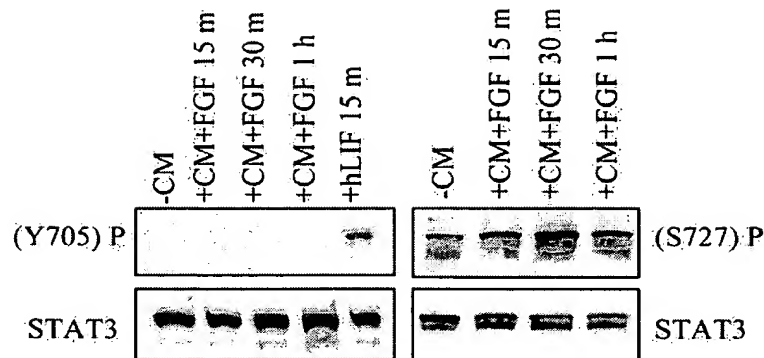 -CM
+CM+FGF 15 m
+CM+FGF 30 m
+CM+FGF 1 h
+hLIF 15 m
-CM
+CM+FGF 15 m
+CM+FGF 30 m
+CM+FGF 1 h
(Y705) P
(S727) P
STAT3
STAT3